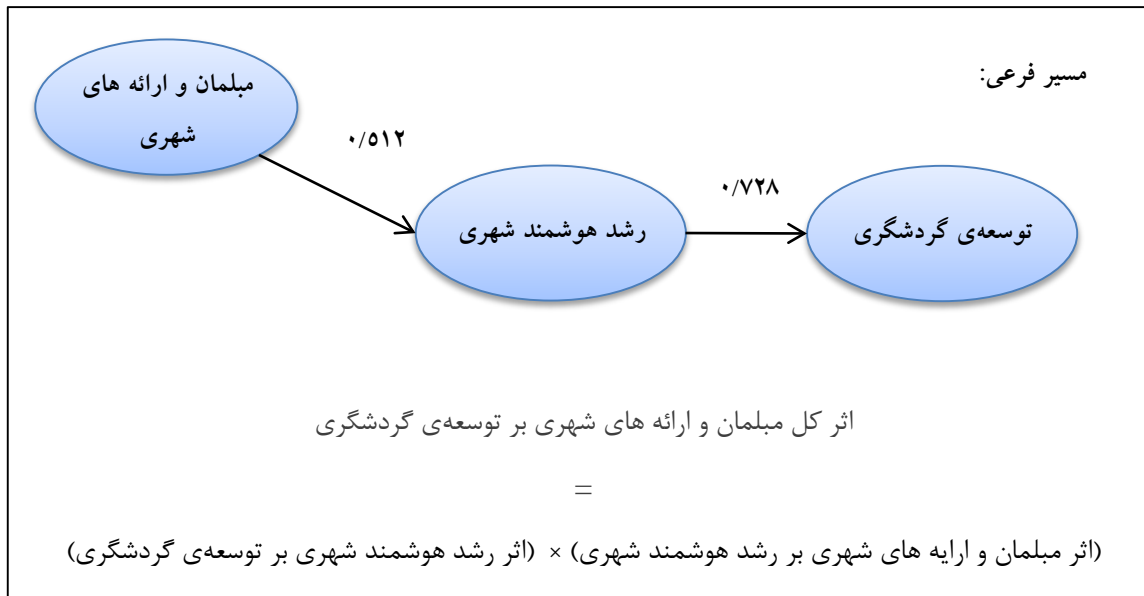 مسیر فرعی:
مبلمان و ارائه های
شهری
۰/۵۱۲
رشد هوشمند شهری
۰/۷۲۸
توسعه‌ی گردشگری
اثر کل مبلمان و ارائه های شهری بر توسعه‌ی گردشگری
=
(اثر مبلمان و ارایه های شهری بر رشد هوشمند شهری) × (اثر رشد هوشمند شهری بر توسعه‌ی گردشگری)